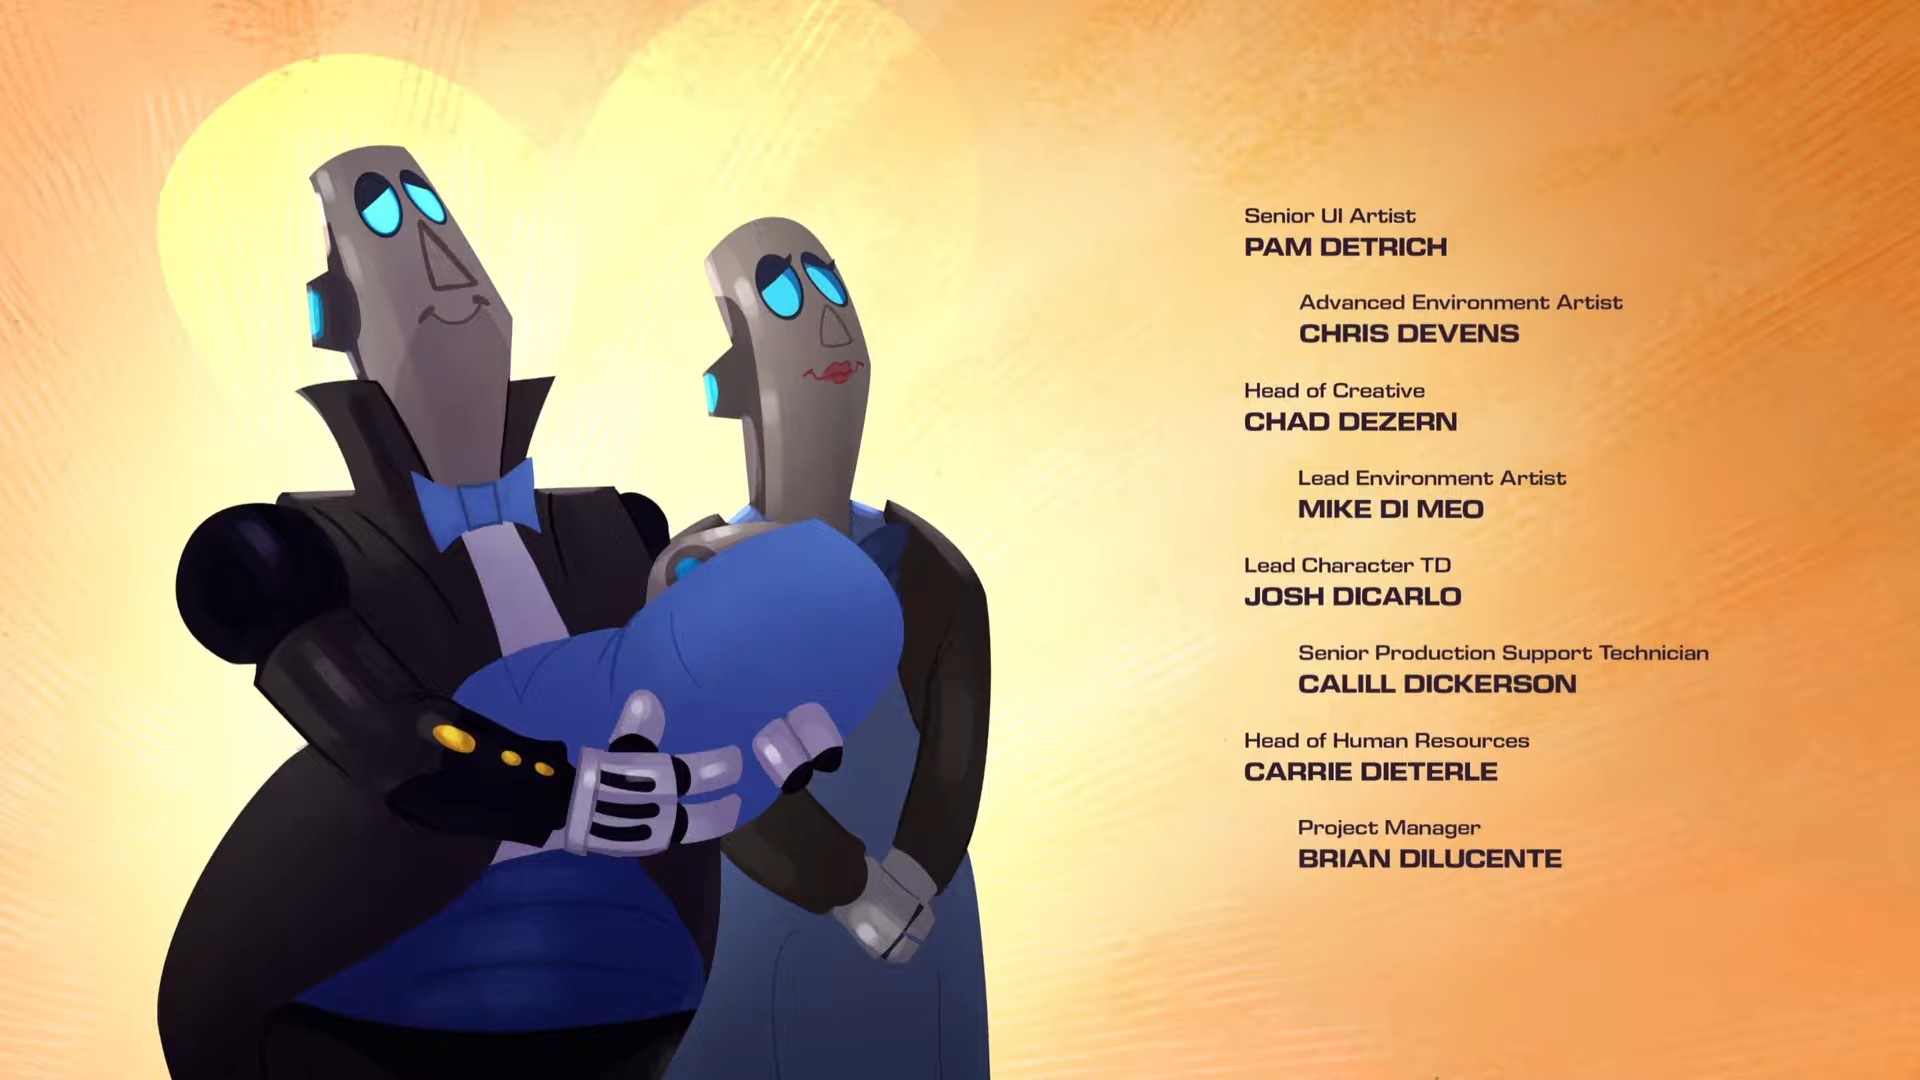 Senior UI Artist
PAM DETRICH
Advanced Environment Artist
CHRIS DEVENS
Head of Creative
CHAD DEZERN
Lead Environment Artist
MIKE DI MEO
Lead Character TD
JOSH DICARLO
Senior Production Support Technician
CALILL DICKERSON
Head of Human Resources
CARRIE DIETERLE
Project Manager
BRIAN DILUCENTE